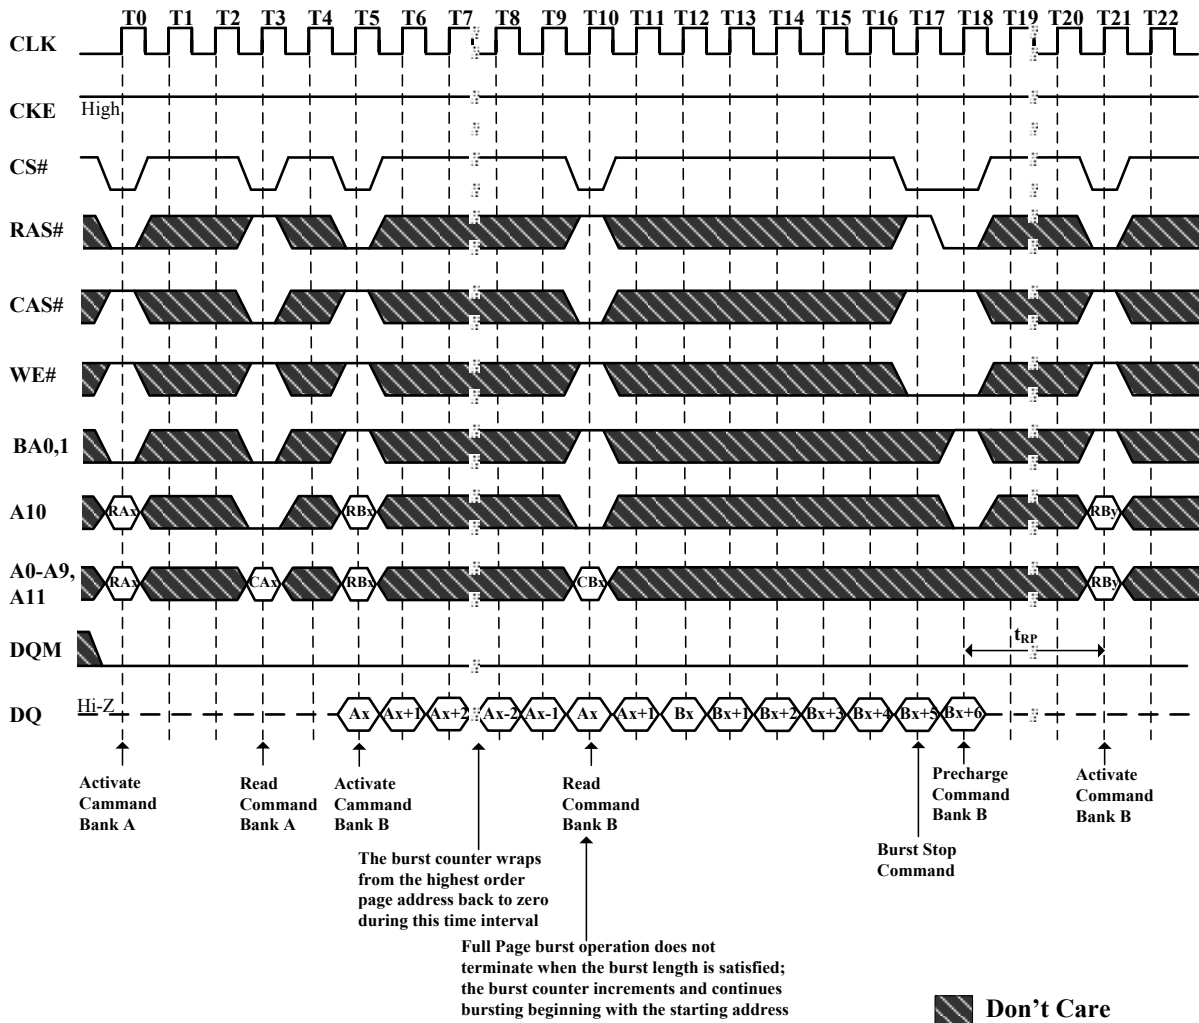 T0 T1 T2 T3 T4 T5 T6 T7 T8 T9 T10 T11 T12 T13 T14 T15 T16 T17 T18 T19 T20 T21 T22
CLK
CKE
High
CS#
RAS#
CAS#
WE#
BA0,1
A10
RAx
RBx
RBy
A0-A9,
A11
RAx
CAx
RBx
CBx
RBy
DQM
tRP
DQ
Hi-Z
Ax
Ax+1
Ax+2
Ax-2
Ax-1
Ax
Ax+1
Bx
Bx+1
Bx+2
Bx+3
Bx+4
Bx+5
Bx+6
Activate
Cammand
Bank A
Read
Command
Bank A
Activate
Cammand
Bank B
Read
Command
Bank B
Precharge
Command
Bank B
Activate
Command
Bank B
The burst counter wraps
from the highest order
page address back to zero
during this time interval
Burst Stop
Command
Full Page burst operation does not
terminate when the burst length is satisfied;
the burst counter increments and continues
bursting beginning with the starting address
Don't Care